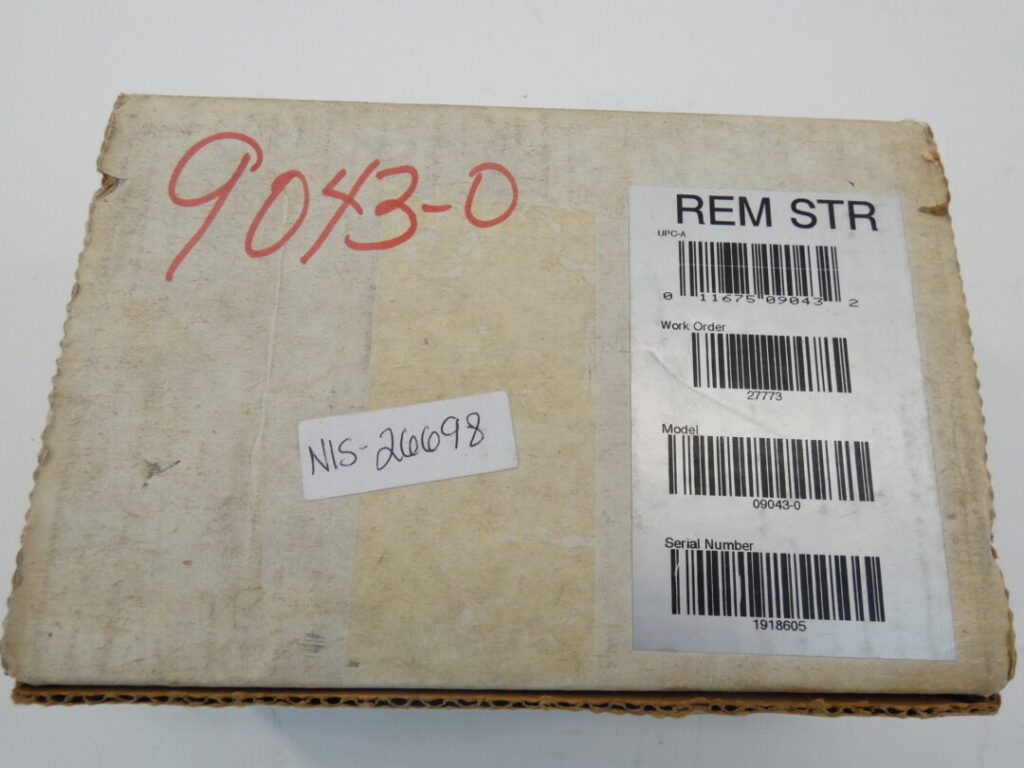 9043-0
NIS-26698
REM STR
UPC-A
0 11675 09043 2
Work Order
27773
Model
09043-0
Serial Number
1918605